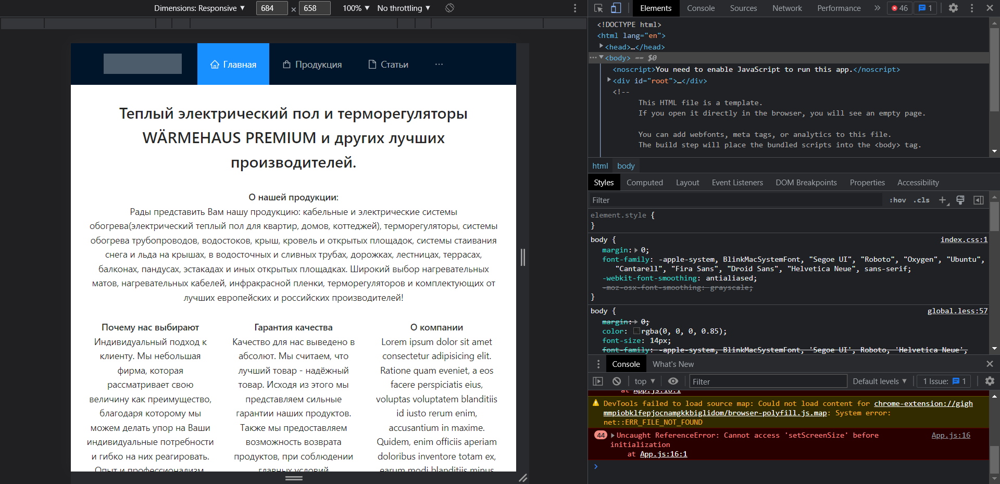 Dimensions: Responsive ▼ 684 × 658 100% ▼ No throttling ▼
Главная Продукция Статьи ···
Теплый электрический пол и терморегуляторы
WÄRMEHAUS PREMIUM и других лучших
производителей.
О нашей продукции:
Рады представить Вам нашу продукцию: кабельные и электрические системы
обогрева(электрический теплый пол для квартир, домов, коттеджей), терморегуляторы, системы
обогрева трубопроводов, водостоков, крыш, кровель и открытых площадок, системы стаивания
снега и льда на крышах, в водосточных и сливных трубах, дорожках, лестницах, террасах,
балконах, пандусах, эстакадах и иных открытых площадках. Широкий выбор нагревательных
матов, нагревательных кабелей, инфракрасной пленки, терморегуляторов и комплектующих от
лучших европейских и российских производителей!
Почему нас выбирают
Индивидуальный подход к
клиенту. Мы небольшая
фирма, которая
рассматривает свою
величину как преимущество,
благодаря которому мы
можем делать упор на Ваши
индивидуальные потребности
и гибко на них реагировать.
Опыт и профессионализм
Гарантия качества
Качество для нас выведено в
абсолют. Мы считаем, что
лучший товар - надёжный
товар. Исходя из этого мы
представляем сильные
гарантии наших продуктов.
Также мы предоставляем
возможность возврата
продуктов, при соблюдении
главных условий
О компании
Lorem ipsum dolor sit amet
consectetur adipisicing elit.
Ratione quam eveniet, a eos
facere perspiciatis eius,
voluptas voluptatem blanditiis
id iusto rerum enim,
accusantium in maxime.
Quidem, enim officiis aperiam
doloribus inventore totam ex,
earum modi blanditiis minus
Elements Console Sources Network Performance » 46 1
<!DOCTYPE html>
<html lang="en">
<head>…</head>
<body> == $0
<noscript>You need to enable JavaScript to run this app.</noscript>
<div id="root">…</div>
<!--
This HTML file is a template.
If you open it directly in the browser, you will see an empty page.
You can add webfonts, meta tags, or analytics to this file.
The build step will place the bundled scripts into the <body> tag.
html body
Styles Computed Layout Event Listeners DOM Breakpoints Properties Accessibility
Filter :hov .cls +
element.style {
}
body { index.css:1
margin: 0;
font-family: -apple-system, BlinkMacSystemFont, "Segoe UI", "Roboto", "Oxygen", "Ubuntu",
"Cantarell", "Fira Sans", "Droid Sans", "Helvetica Neue", sans-serif;
-webkit-font-smoothing: antialiased;
-moz-osx-font-smoothing: grayscale;
}
body { global.less:57
margin: 0;
color: rgba(0, 0, 0, 0.85);
font-size: 14px;
font-family: -apple-system, BlinkMacSystemFont, 'Segoe UI', Roboto, 'Helvetica Neue',
Console What's New
top ▼ Filter Default levels ▼ 1 Issue: 1
at App.js:16:1
DevTools failed to load source map: Could not load content for chrome-extension://gigh
mmpiobklfepjocnamgkkbiglidom/browser-polyfill.js.map: System error:
net::ERR_FILE_NOT_FOUND
44 Uncaught ReferenceError: Cannot access 'setScreenSize' before App.js:16
initialization
at App.js:16:1